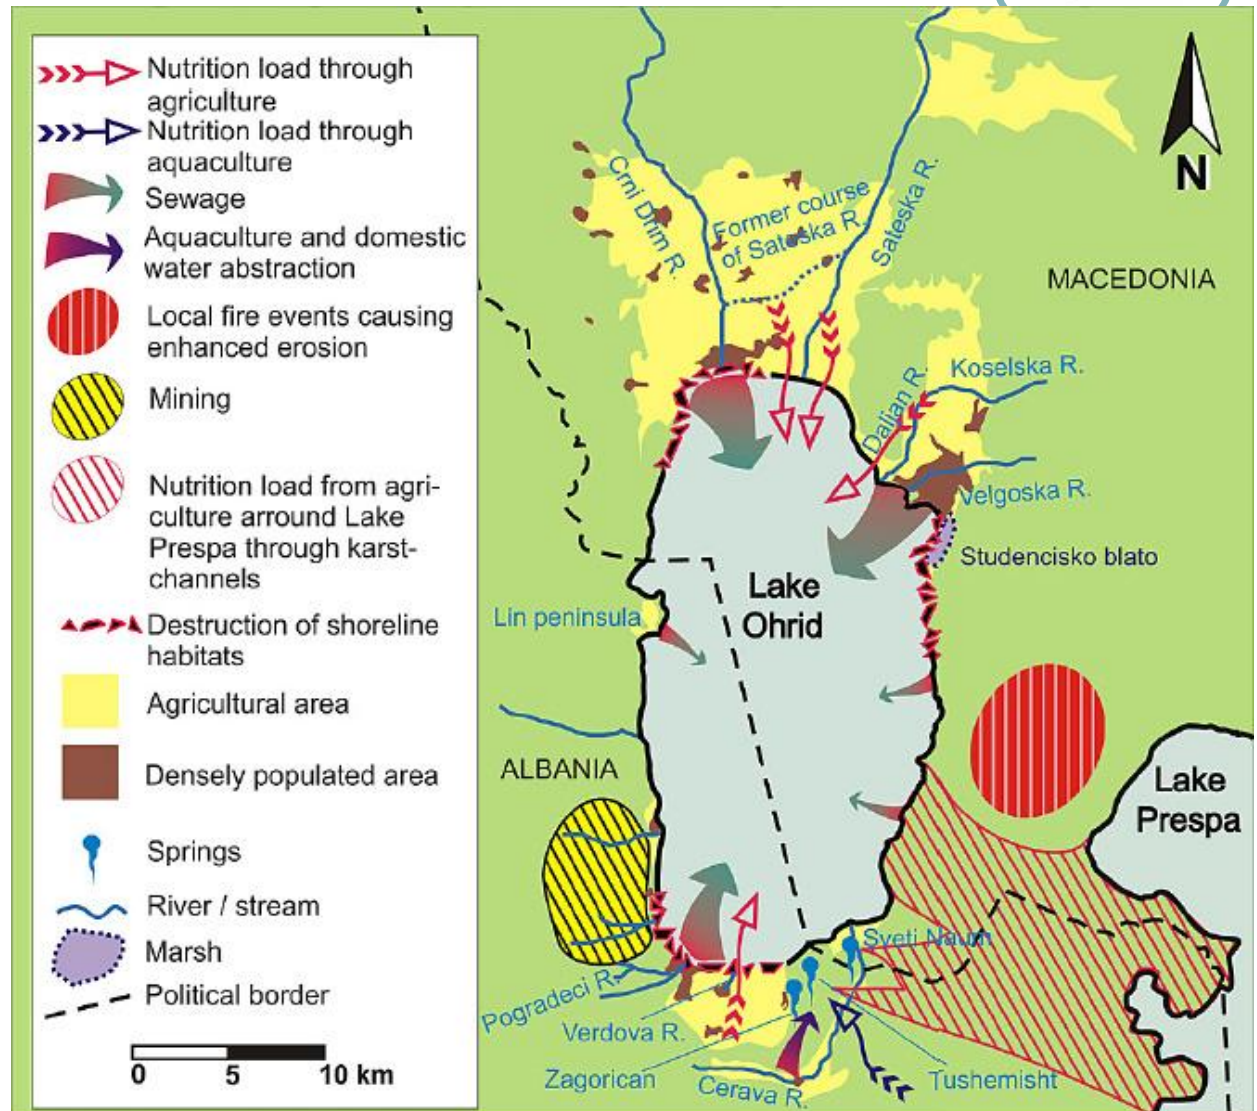 Nutrition load through
agriculture
Nutrition load through
aquaculture
Sewage
Aquaculture and domestic
water abstraction
Local fire events causing
enhanced erosion
Mining
Nutrition load from agri-
culture arround Lake
Prespa through karst-
channels
Destruction of shoreline
habitats
Agricultural area
Densely populated area
Springs
River / stream
Marsh
Political border
0 5 10 km
N
Crni Drim R.
Former course
of Sateska R.
Sateska R.
MACEDONIA
Koselska R.
Daljan R.
Velgoska R.
Studencisko blato
Lake
Ohrid
Lin peninsula
ALBANIA
Lake
Prespa
Sveti Naum
Pogradeci R.
Verdova R.
Zagorican
Cerava R.
Tushemisht